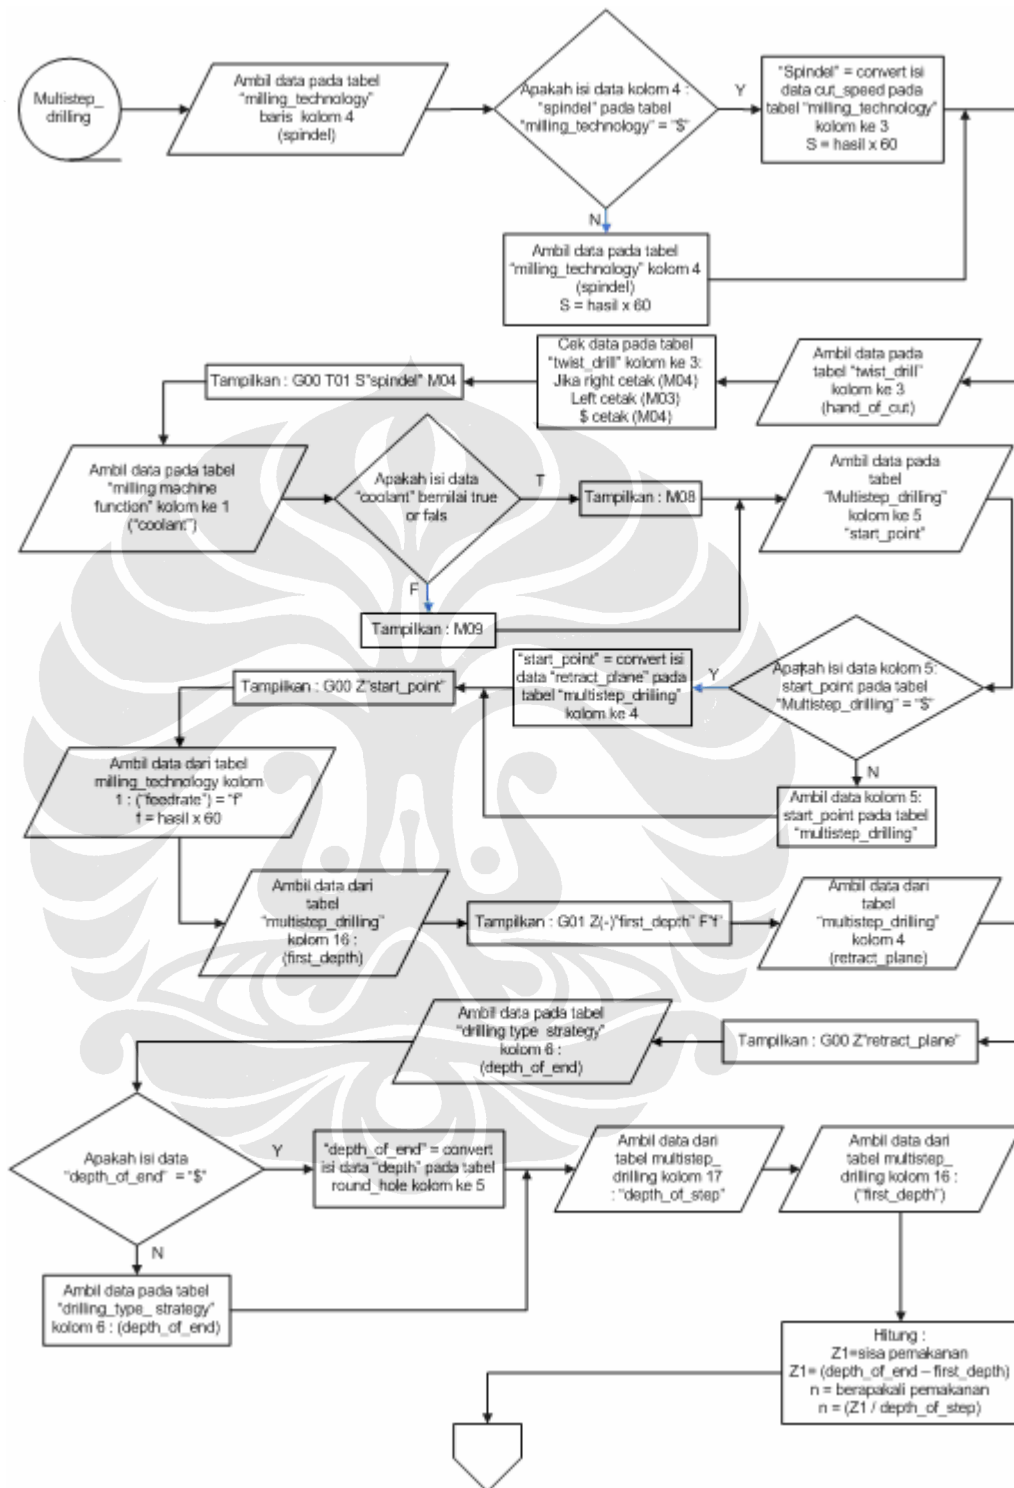 Multistep_
drilling
Ambil data pada tabel
"milling_technology"
baris kolom 4
(spindel)
Apakah isi data kolom 4 :
"spindel" pada tabel
"milling_technology" = "$"
Y
"Spindel" = convert isi
data cut_speed pada
tabel "milling_technology"
kolom ke 3
S = hasil x 60
N
Ambil data pada tabel
"milling_technology" kolom 4
(spindel)
S = hasil x 60
Ambil data pada
tabel "twist_drill"
kolom ke 3
(hand_of_cut)
Cek data pada tabel
"twist_drill" kolom ke 3:
Jika right cetak (M04)
Left cetak (M03)
$ cetak (M04)
Tampilkan : G00 T01 S"spindel" M04
Ambil data pada tabel
"milling machine
function" kolom ke 1
("coolant")
Apakah isi data
"coolant" bernilai true
or fals
T
Tampilkan : M08
F
Tampilkan : M09
Ambil data pada
tabel
"Multistep_drilling"
kolom ke 5
"start_point"
Apakah isi data kolom 5:
start_point pada tabel
"Multistep_drilling" = "$"
Y
"start_point" = convert isi
data "retract_plane" pada
tabel "multistep_drilling"
kolom ke 4
N
Ambil data kolom 5:
start_point pada tabel
"multistep_drilling"
Tampilkan : G00 Z"start_point"
Ambil data dari tabel
milling_technology kolom
1 : ("feedrate") = "f"
f = hasil x 60
Ambil data dari
tabel
"multistep_drilling"
kolom 16 :
(first_depth)
Tampilkan : G01 Z(-)"first_depth" F"f"
Ambil data dari
tabel
"multistep_drilling"
kolom 4
(retract_plane)
Tampilkan : G00 Z"retract_plane"
Ambil data pada tabel
"drilling type strategy"
kolom 6 :
(depth_of_end)
Apakah isi data
"depth_of_end" = "$"
Y
"depth_of_end" = convert
isi data "depth" pada tabel
round_hole kolom ke 5
N
Ambil data pada tabel
"drilling_type_ strategy"
kolom 6 : (depth_of_end)
Ambil data dari
tabel multistep_
drilling kolom 17
: "depth_of_step"
Ambil data dari
tabel multistep_
drilling kolom 16 :
("first_depth")
Hitung :
Z1=sisa pemakanan
Z1= (depth_of_end – first_depth)
n = berapakali pemakanan
n = (Z1 / depth_of_step)